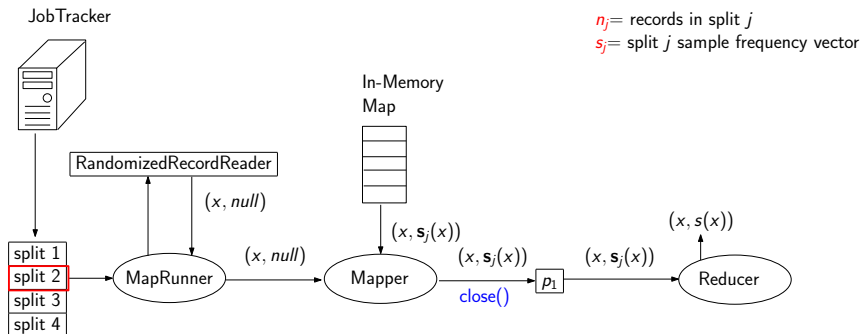 JobTracker
n_j= records in split j
s_j= split j sample frequency vector
In-Memory
Map
RandomizedRecordReader
(x, null)
(x, s(x))
(x, null)
(x, s_j(x))
(x, s_j(x))
(x, s_j(x))
split 1
split 2
split 3
split 4
MapRunner
Mapper
close()
p_1
Reducer